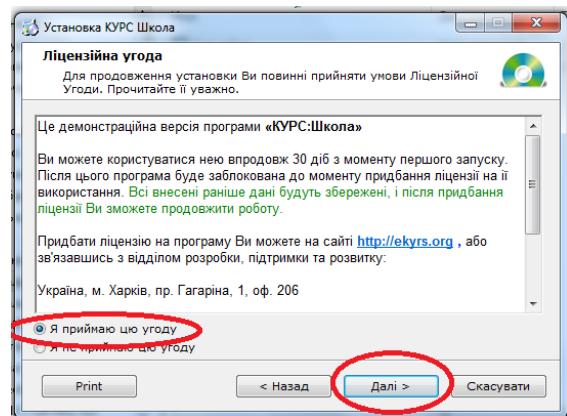 Установка КУРС Школа
Ліцензійна угода
Для продовження установки Ви повинні прийняти умови Ліцензійної
Угоди. Прочитайте її уважно.
Це демонстраційна версія програми «КУРС:Школа»
Ви можете користуватися нею впродовж 30 діб з моменту першого запуску.
Після цього програма буде заблокована до моменту придбання ліцензії на її
використання. Всі внесені раніше дані будуть збережені, і після придбання
ліцензії Ви зможете продовжити роботу.
Придбати ліцензію на програму Ви можете на сайті http://ekyrs.org , або
зв'язавшись з відділом розробки, підтримки та розвитку:
Україна, м. Харків, пр. Гагаріна, 1, оф. 206
Я приймаю цю угоду
Я не приймаю цю угоду
Print
< Назад
Далі >
Скасувати